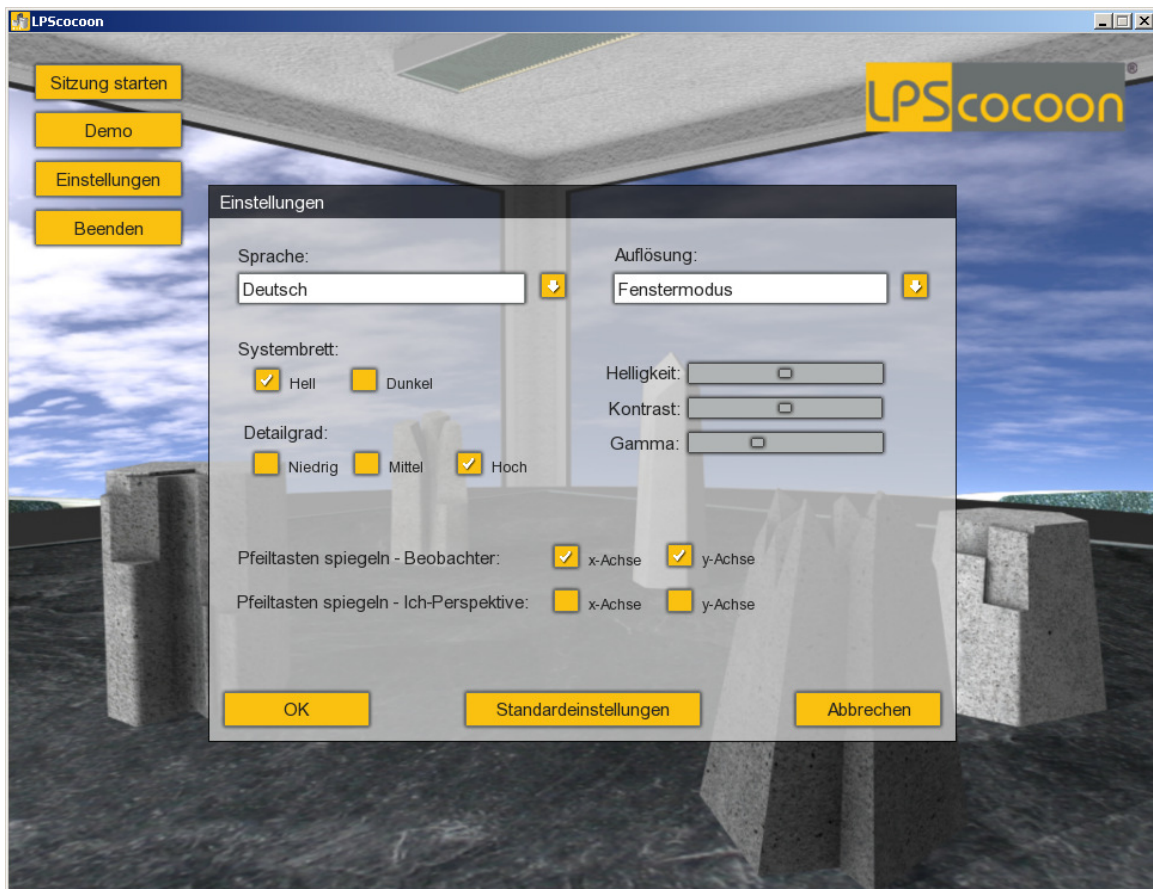 LPScocoon
Sitzung starten
Demo
Einstellungen
Beenden
LPScocoon®
Einstellungen
Sprache:
Deutsch
Auflösung:
Fenstermodus
Systembrett:
Hell Dunkel
Detailgrad:
Niedrig Mittel Hoch
Helligkeit:
Kontrast:
Gamma:
Pfeiltasten spiegeln - Beobachter: x-Achse y-Achse
Pfeiltasten spiegeln - Ich-Perspektive: x-Achse y-Achse
OK Standardeinstellungen Abbrechen